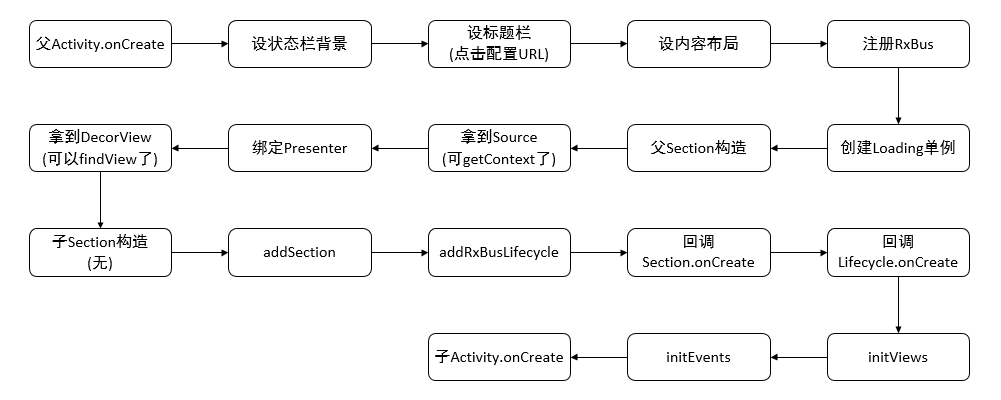 父Activity.onCreate
设状态栏背景
设标题栏
(点击配置URL)
设内容布局
注册RxBus
拿到DecorView
(可以findView了)
绑定Presenter
拿到Source
(可getContext了)
父Section构造
创建Loading单例
子Section构造
(无)
addSection
addRxBusLifecycle
回调
Section.onCreate
回调
Lifecycle.onCreate
子Activity.onCreate
initEvents
initViews